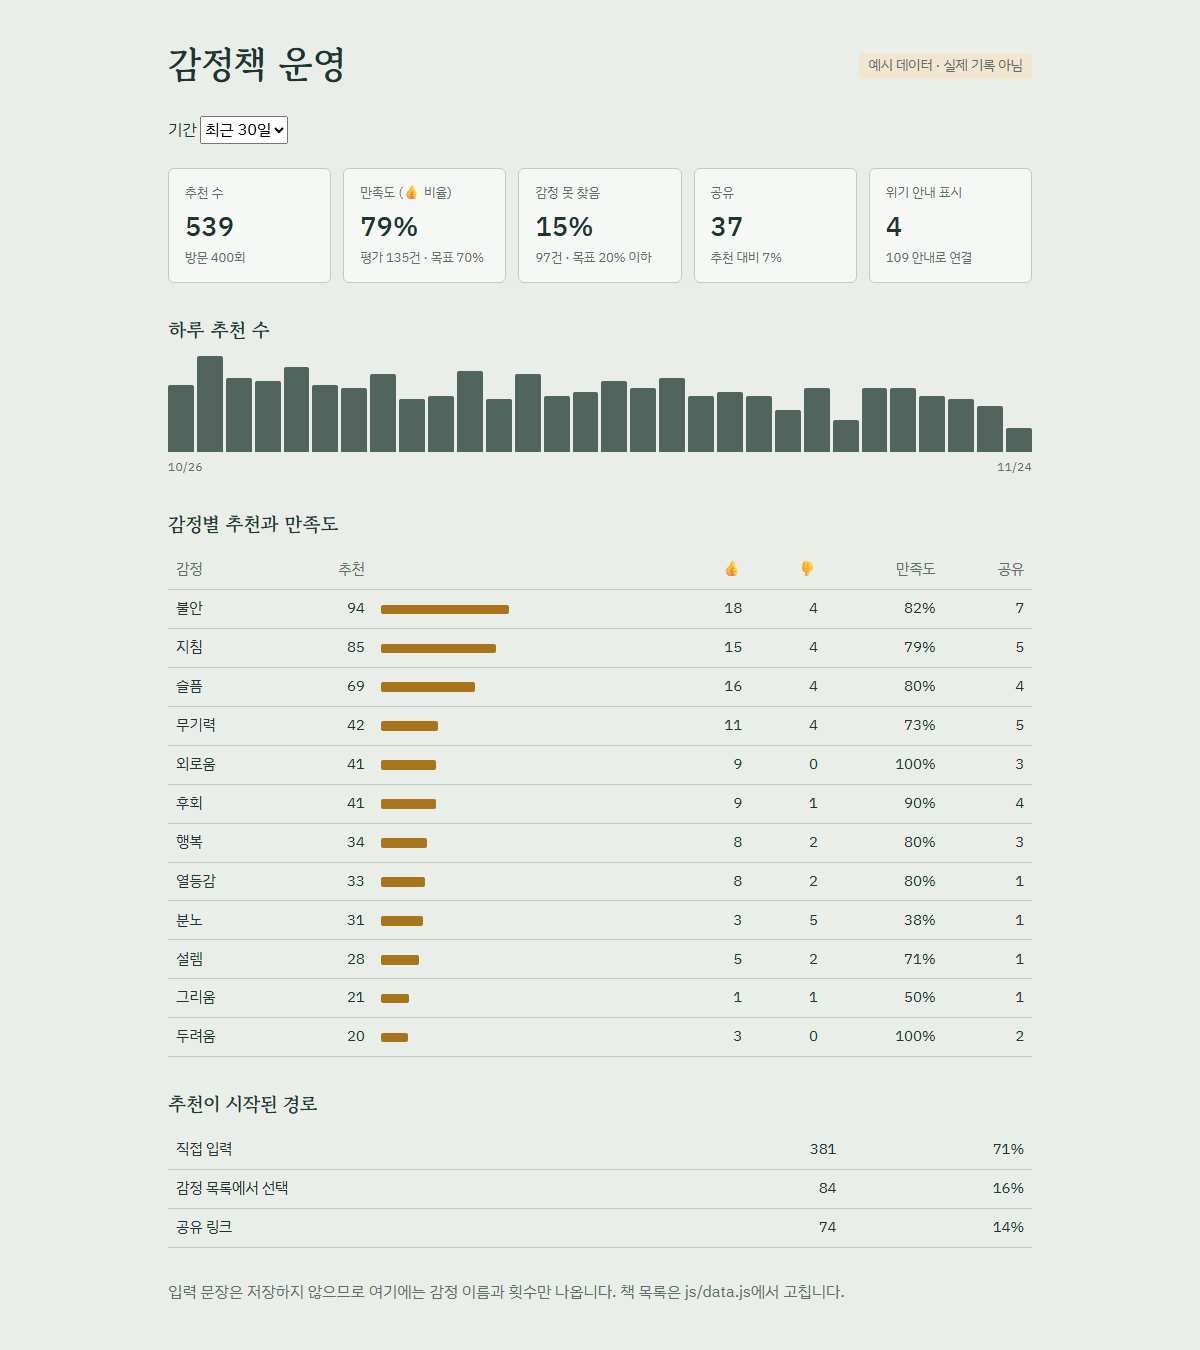 감정책 운영
예시 데이터 · 실제 기록 아님
기간 최근 30일
추천 수
539
방문 400회
만족도 (👍 비율)
79%
평가 135건 · 목표 70%
감정 못 찾음
15%
97건 · 목표 20% 이하
공유
37
추천 대비 7%
위기 안내 표시
4
109 안내로 연결
하루 추천 수
10/26 11/24
감정별 추천과 만족도
감정 추천 👍 👎 만족도 공유
불안 94 18 4 82% 7
지침 85 15 4 79% 5
슬픔 69 16 4 80% 4
무기력 42 11 4 73% 5
외로움 41 9 0 100% 3
후회 41 9 1 90% 4
행복 34 8 2 80% 3
열등감 33 8 2 80% 1
분노 31 3 5 38% 1
설렘 28 5 2 71% 1
그리움 21 1 1 50% 1
두려움 20 3 0 100% 2
추천이 시작된 경로
직접 입력 381 71%
감정 목록에서 선택 84 16%
공유 링크 74 14%
입력 문장은 저장하지 않으므로 여기에는 감정 이름과 횟수만 나옵니다. 책 목록은 js/data.js에서 고칩니다.